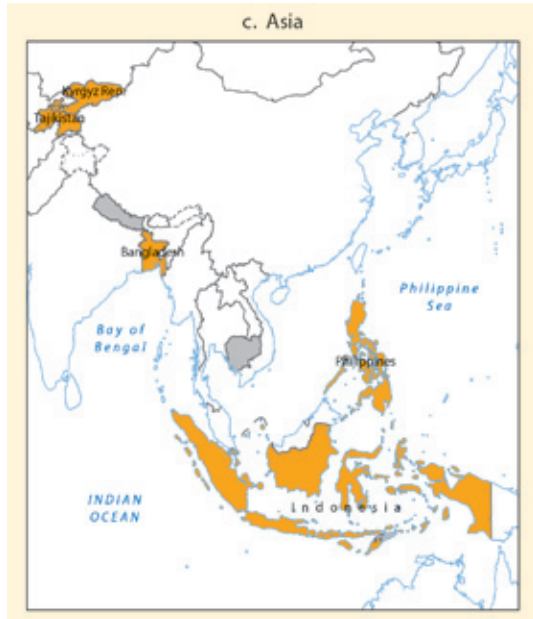 c. Asia
Kyrgyz Rep
Tajikistan
Bangladesh
Philippine
Sea
Bay of
Bengal
Philippines
INDIAN
OCEAN
Indonesia